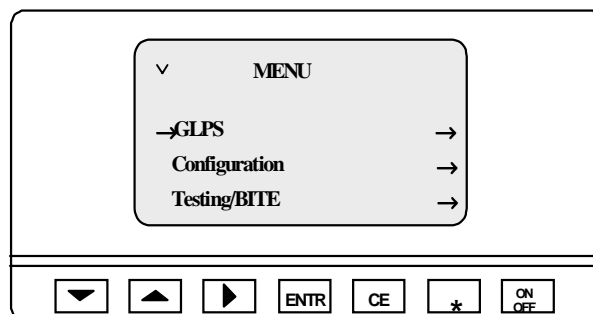 MENU
→GLPS →
Configuration →
Testing/BITE →
ENTR CE * ON
OFF